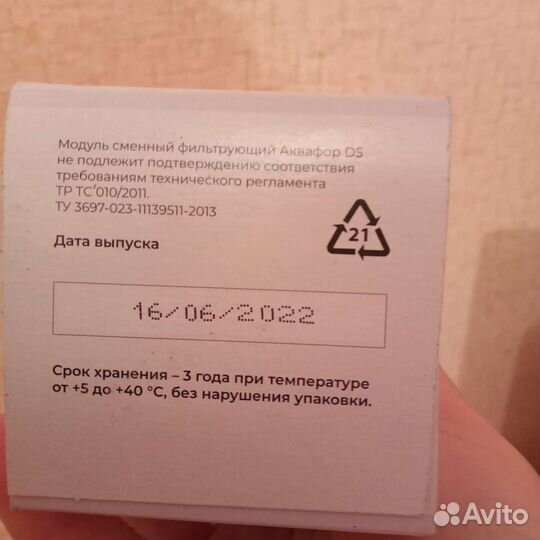 Модуль сменный фильтрующий Аквафор D5
не подлежит подтверждению соответствия
требованиям технического регламента
ТР ТС 010/2011.
ТУ 3697-023-11139511-2013
21
Дата выпуска
16/06/2022
Срок хранения – 3 года при температуре
от +5 до +40 °С, без нарушения упаковки.
Avito